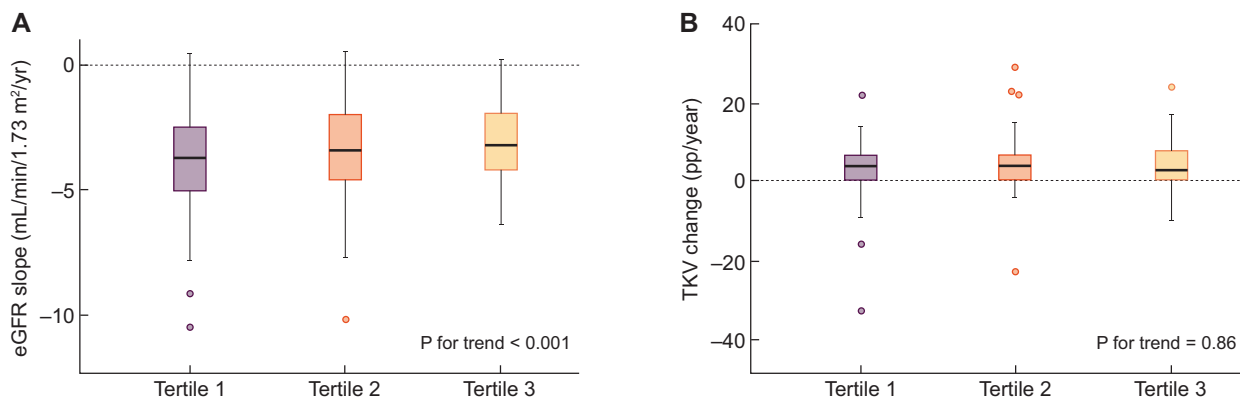 A
eGFR slope (mL/min/1.73 m²/yr)
0
–5
–10
P for trend < 0.001
Tertile 1 Tertile 2 Tertile 3
B
TKV change (pp/year)
40
20
0
–20
–40
P for trend = 0.86
Tertile 1 Tertile 2 Tertile 3